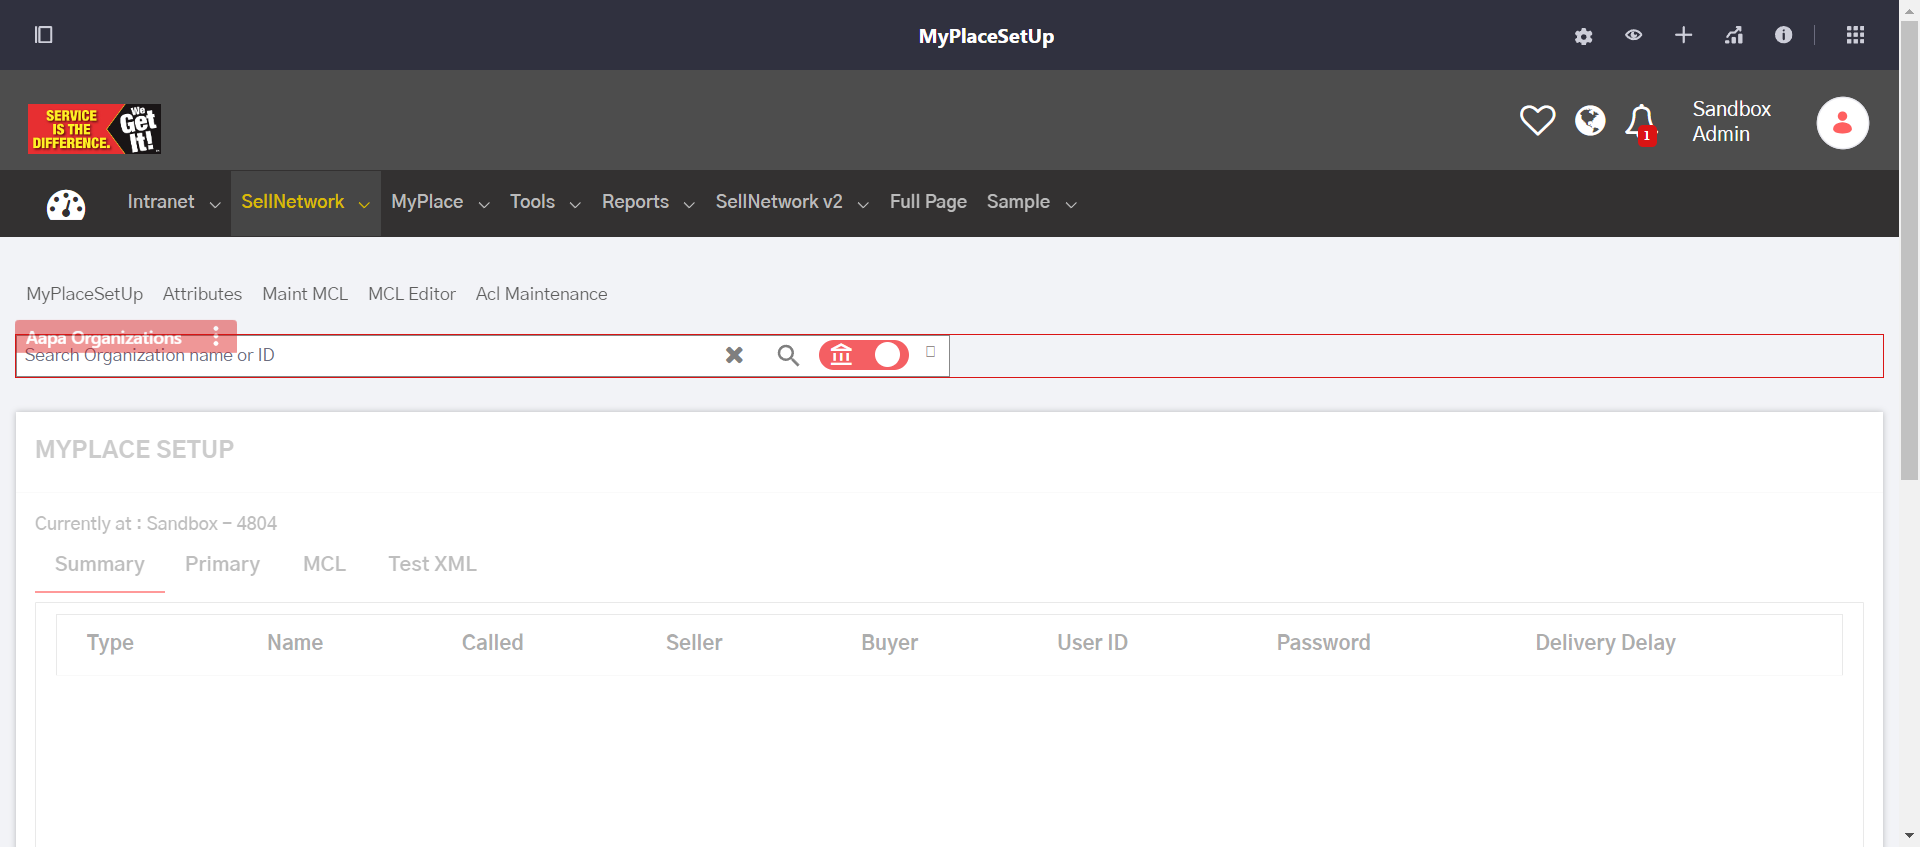 MyPlaceSetUp
SERVICE
IS THE
DIFFERENCE.
We
Get
It!
1
Sandbox
Admin
Intranet SellNetwork MyPlace Tools Reports SellNetwork v2 Full Page Sample
MyPlaceSetUp Attributes Maint MCL MCL Editor Acl Maintenance
Aapa Organizations
Search Organization name or ID
MYPLACE SETUP
Currently at : Sandbox - 4804
Summary Primary MCL Test XML
Type Name Called Seller Buyer User ID Password Delivery Delay